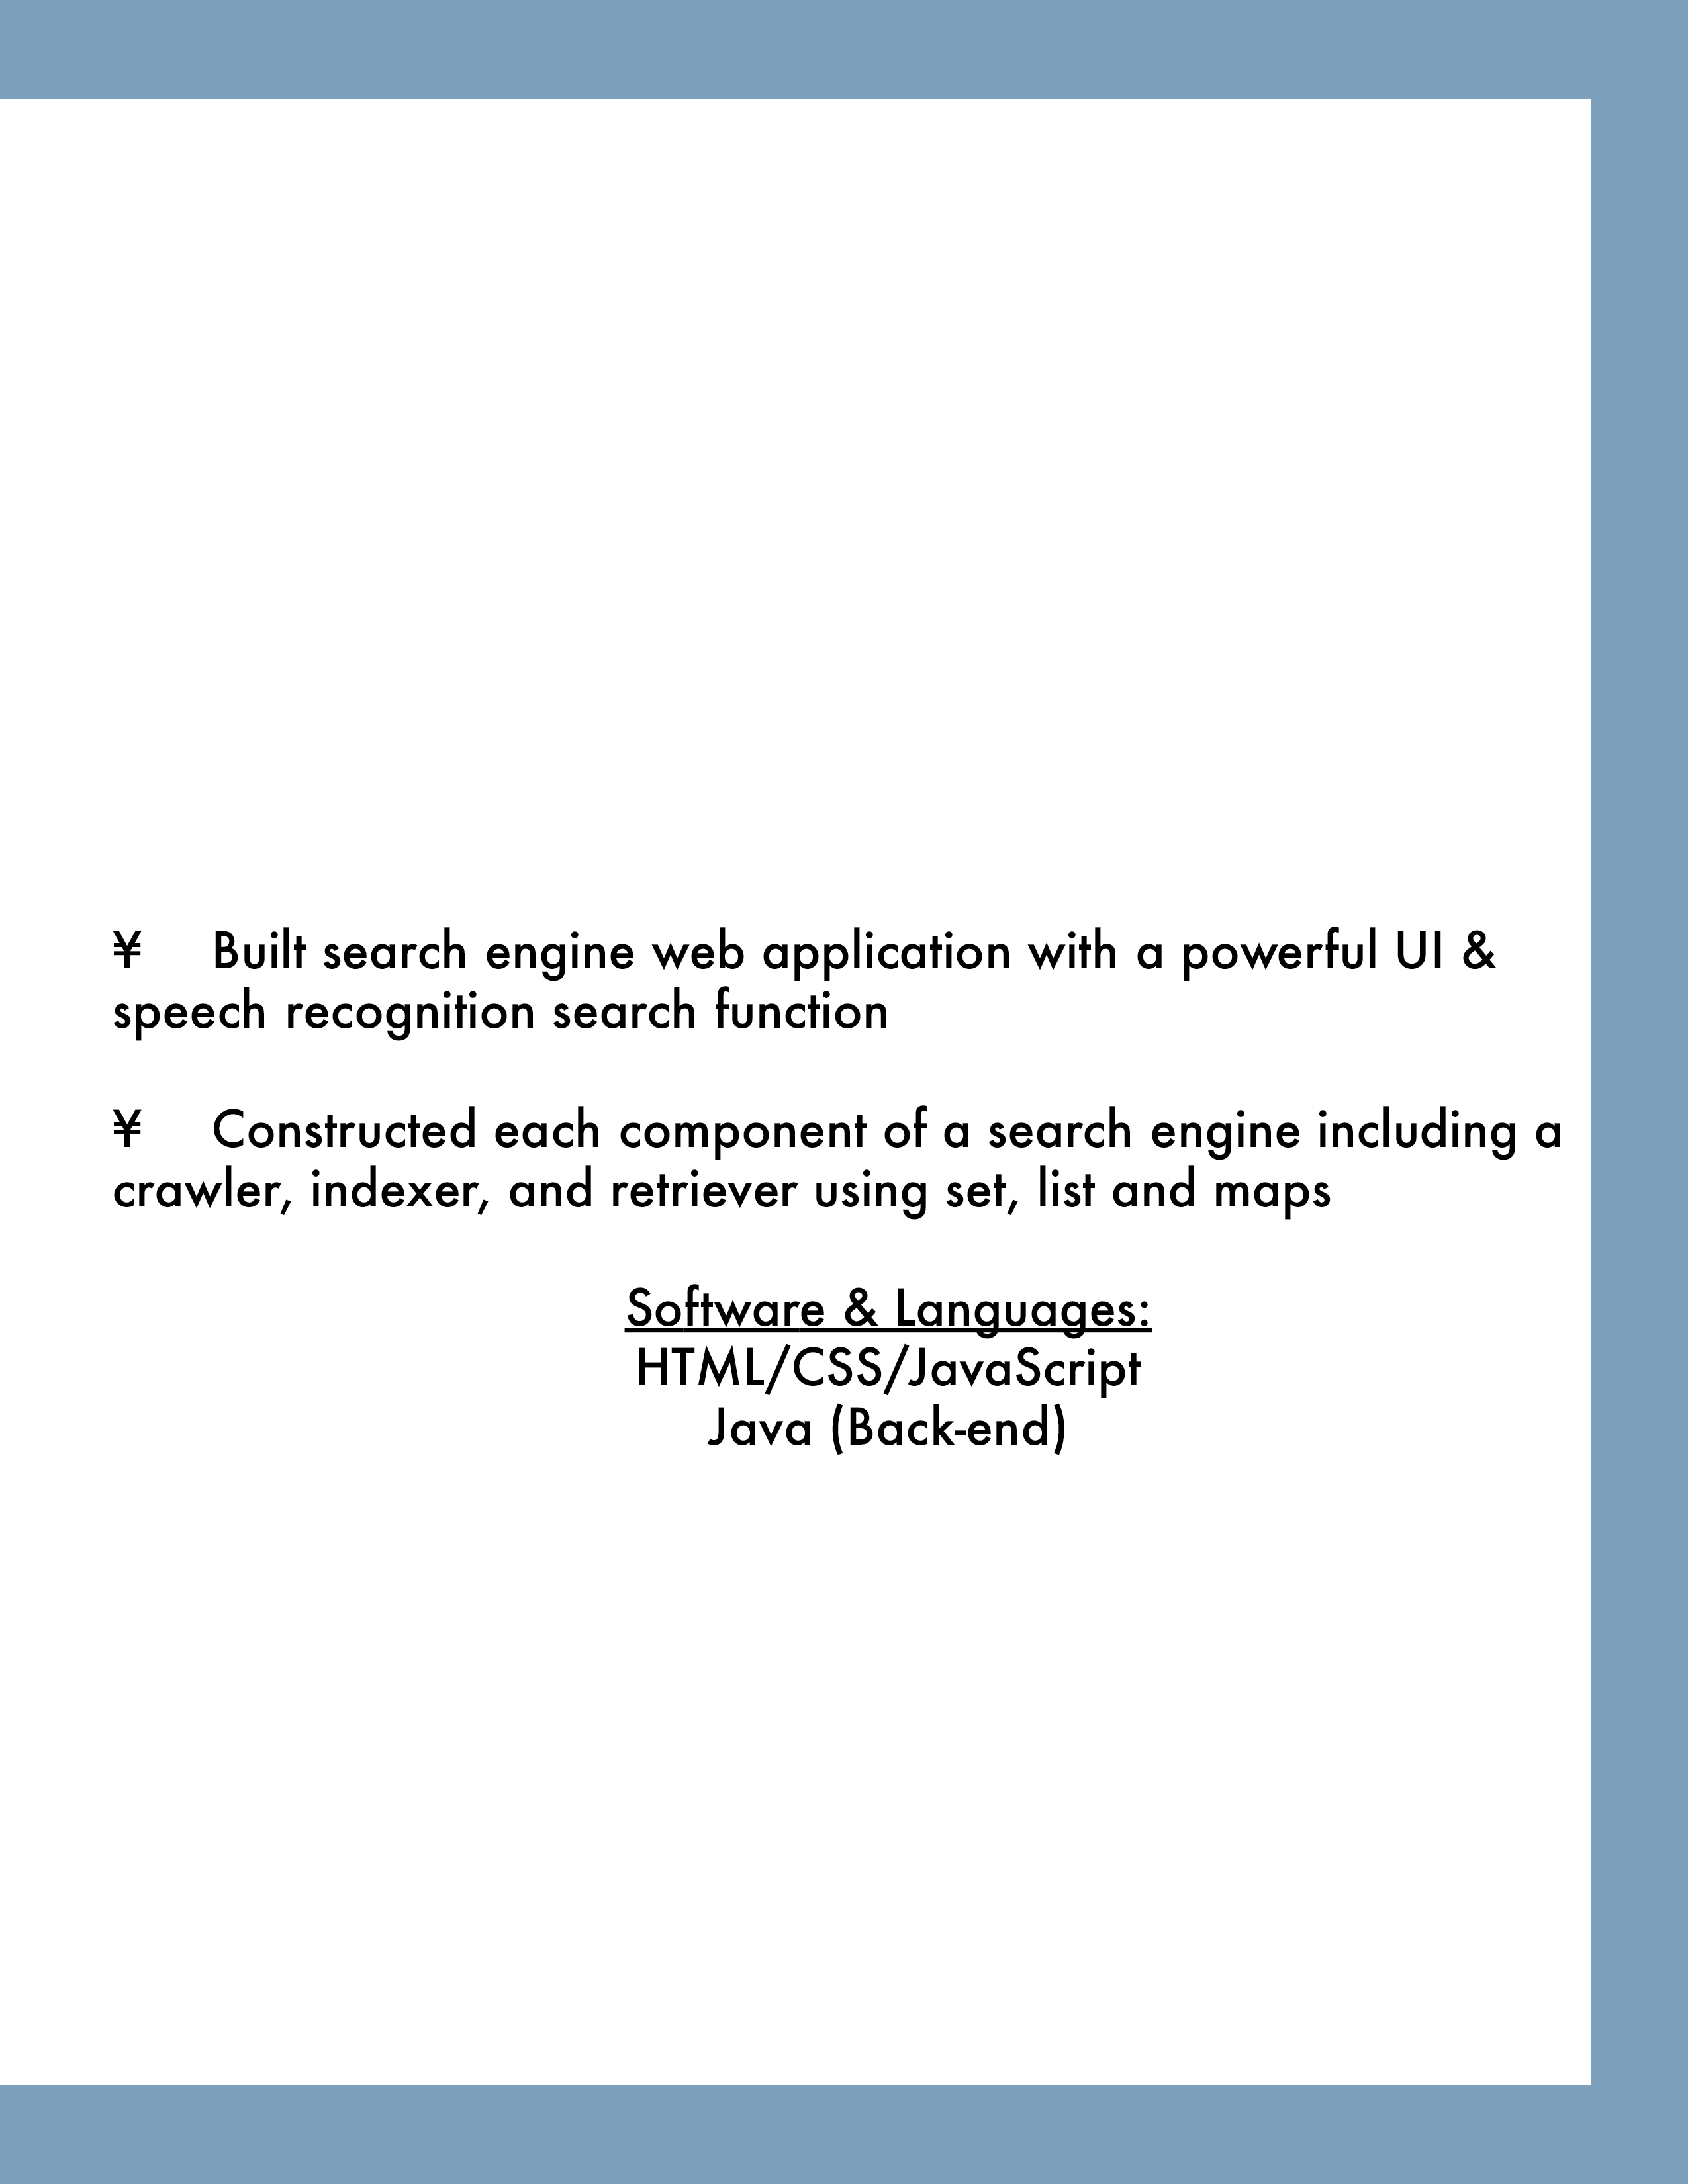 ¥ Built search engine web application with a powerful UI &
speech recognition search function
¥ Constructed each component of a search engine including a
crawler, indexer, and retriever using set, list and maps
Software & Languages:
HTML/CSS/JavaScript
Java (Back-end)